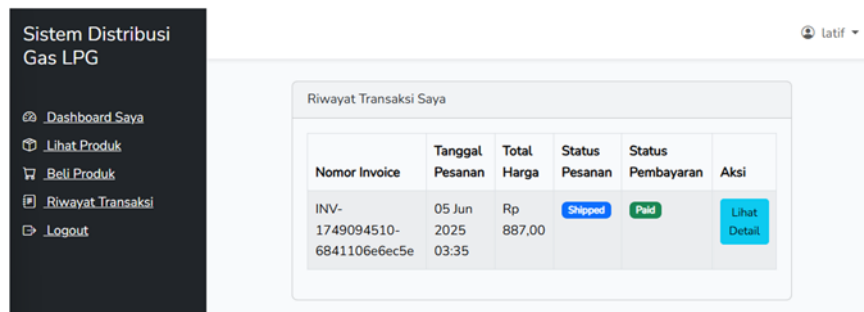 Sistem Distribusi
Gas LPG
latif
Dashboard Saya
Lihat Produk
Beli Produk
Riwayat Transaksi
Logout
Riwayat Transaksi Saya
Nomor Invoice
Tanggal
Pesanan
Total
Harga
Status
Pesanan
Status
Pembayaran
Aksi
INV-
1749094510-
6841106e6ec5e
05 Jun
2025
03:35
Rp
887,00
Shipped
Paid
Lihat
Detail